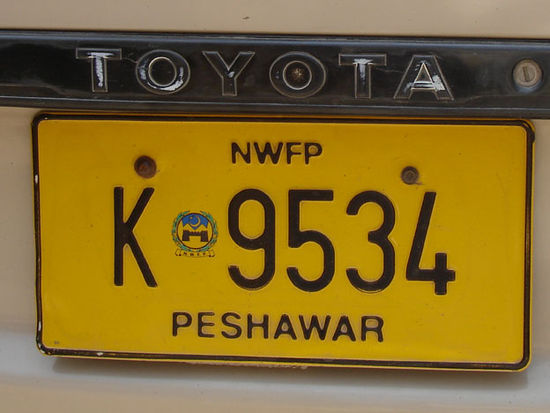 TOYOTA
NWFP
K 9534
N.W.F.P.
PESHAWAR